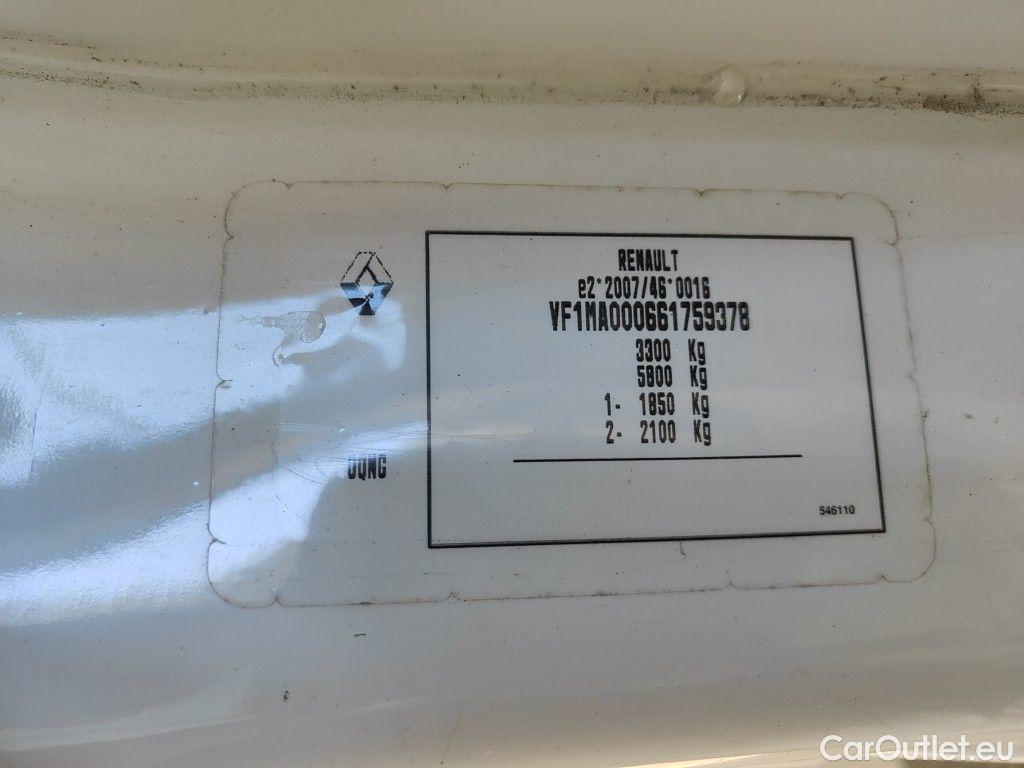 RENAULT
e2*2007/46*0016
VF1MA000661759378
3300 Kg
5800 Kg
1- 1850 Kg
2- 2100 Kg
OQNG
546110
CarOutlet.eu